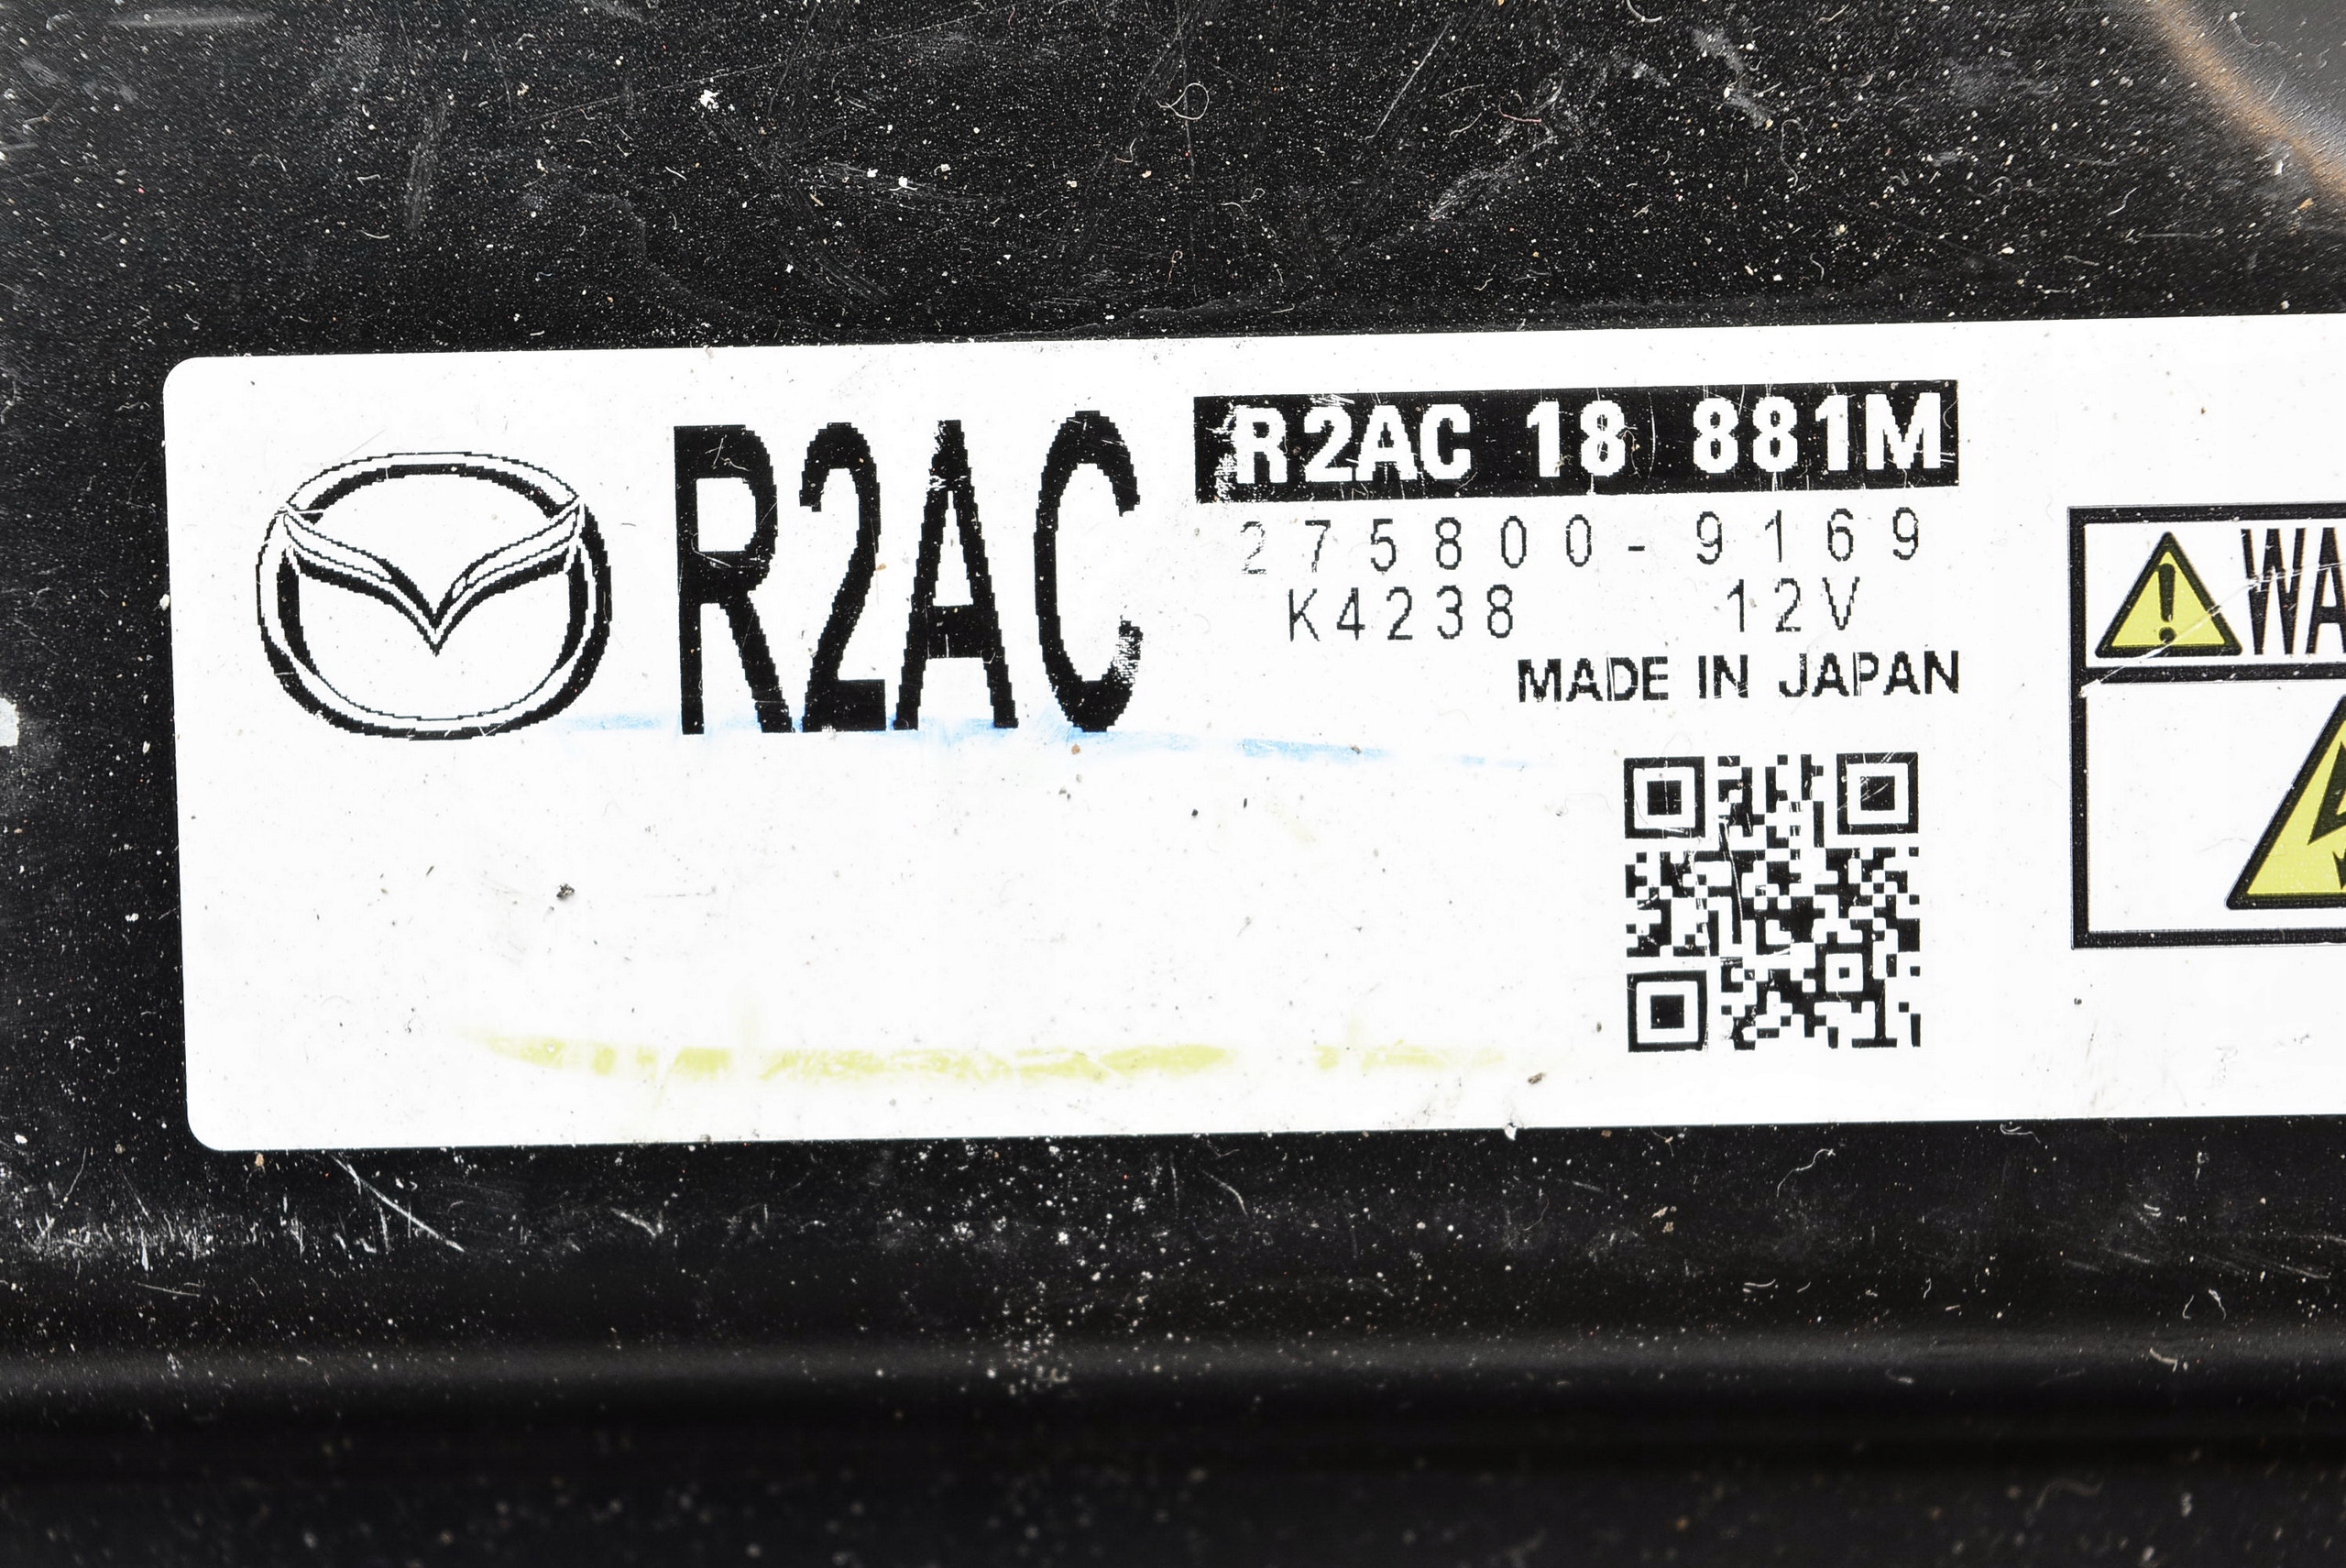 R2AC
R2AC 18 881M
275800-9169
K4238 12V
MADE IN JAPAN